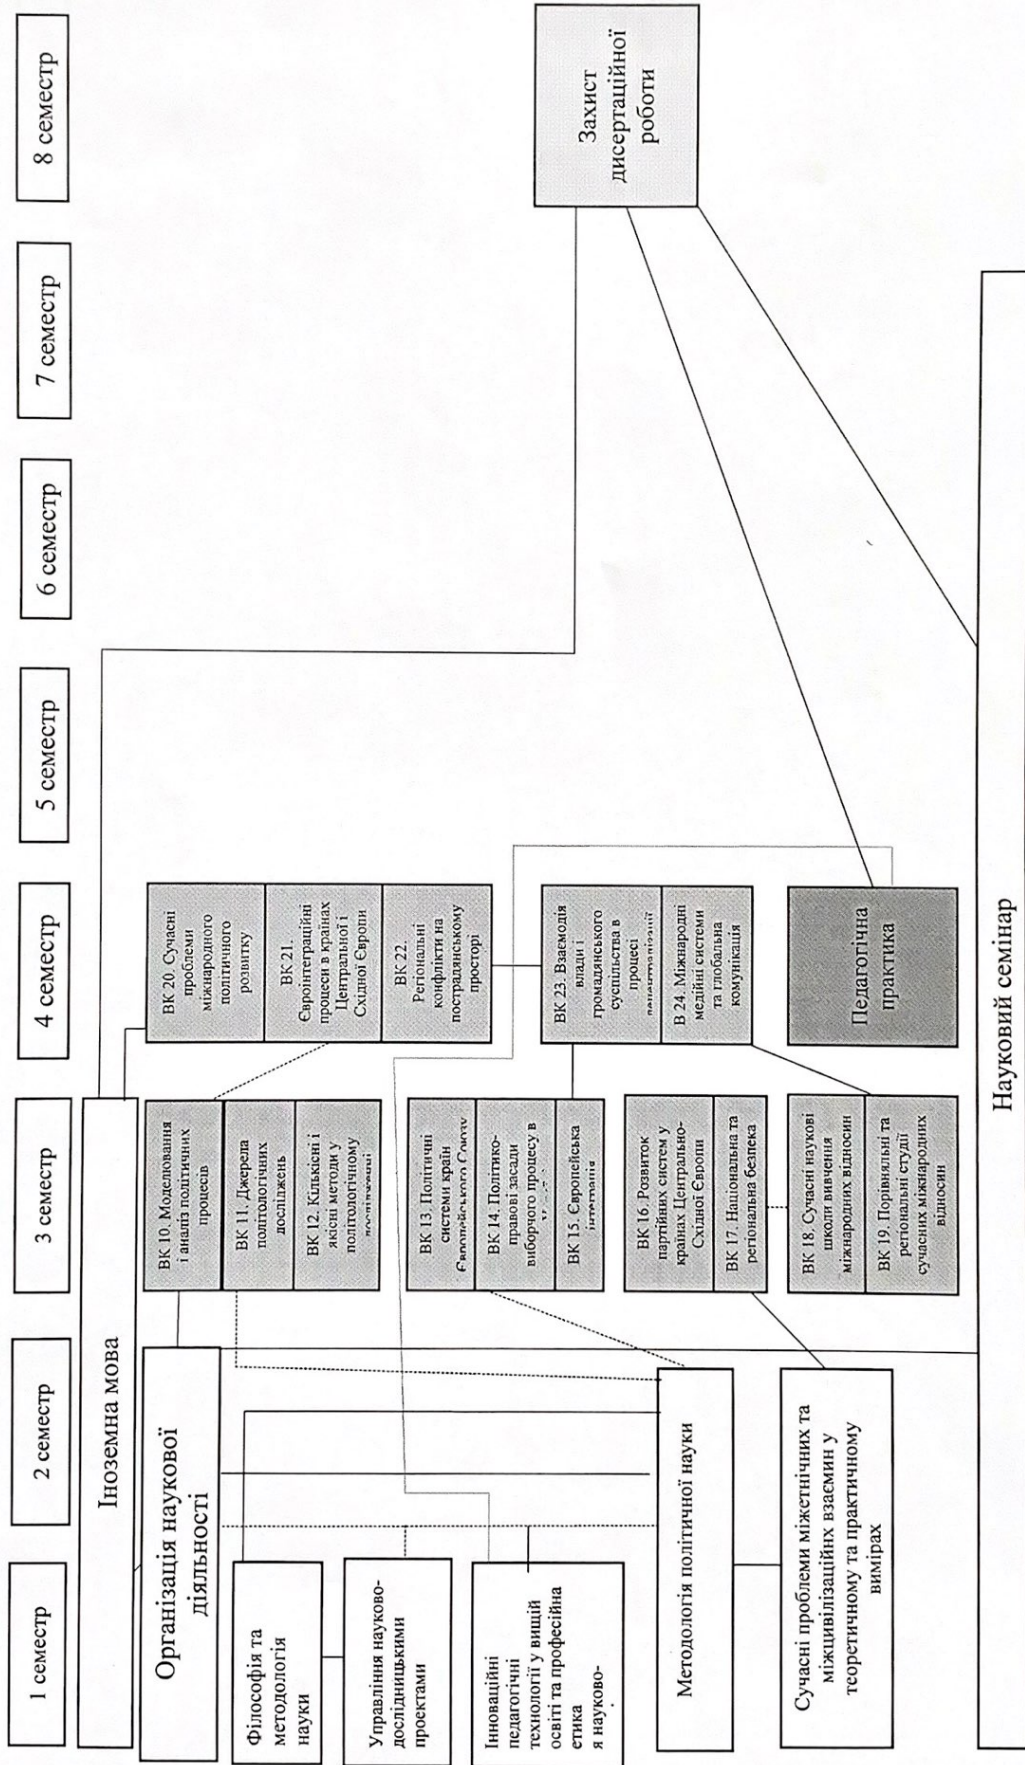 1 семестр
2 семестр
3 семестр
4 семестр
5 семестр
6 семестр
7 семестр
8 семестр
Іноземна мова
Організація наукової
діяльності
Філософія та
методологія
науки
Управління науково-
дослідницькими
проектами
Інноваційні
педагогічні
технології у вищій
освіті та професійна
етика
я науково-
Методологія політичної науки
Сучасні проблеми міжетнічних та
міжцивілізаційнх взаємин у
теоретичному та практичному
вимірах
ВК 10. Моделювання
і аналіз політичних
процесів
ВК 11. Джерела
політологічних
досліджень
ВК 12. Кількісні і
якісні методи у
політологічному
ВК 13. Політичні
системи країн
Європейського Союзу
ВК 14. Політико-
правові засади
виборчого процесу в
ВК 15. Європейська
інтеграція
ВК 16. Розвиток
партійних систем у
країнах Центрально-
Східної Європи
ВК 17. Національна та
регіональна безпека
ВК 18. Сучасні наукові
школи вивчення
міжнародних відносин
ВК 19. Порівняльні та
регіональні студії
сучасних міжнародних
відносин
ВК 20. Сучасні
проблеми
міжнародного
політичного
розвитку
ВК 21.
Євроінтеграційні
процеси в країнах
Центральної і
Східної Європи
ВК 22.
Регіональні
конфлікти на
пострадянському
просторі
ВК 23. Взаємодія
влади і
громадянського
суспільства в
процесі
В 24. Міжнародні
медійні системи
та глобальна
комунікація
Педагогічна
практика
Захист
дисертаційної
роботи
Науковий семінар